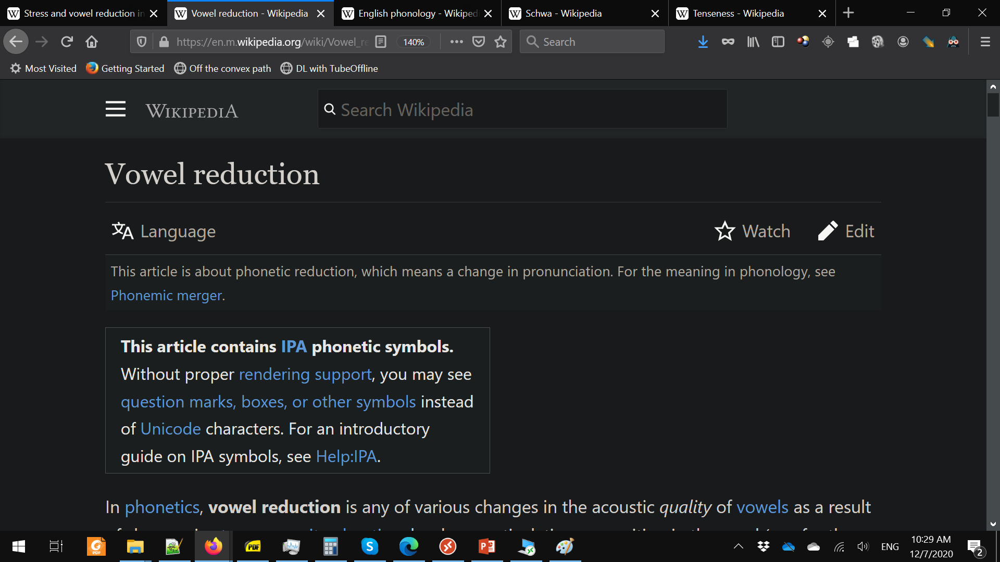 Stress and vowel reduction in
Vowel reduction - Wikipedia
English phonology - Wikipedi
Schwa - Wikipedia
Tenseness - Wikipedia
https://en.m.wikipedia.org/wiki/Vowel_re
140%
Search
Most Visited
Getting Started
Off the convex path
DL with TubeOffline
WIKIPEDIA
Search Wikipedia
Vowel reduction
Language
Watch
Edit
This article is about phonetic reduction, which means a change in pronunciation. For the meaning in phonology, see
Phonemic merger.
This article contains IPA phonetic symbols.
Without proper rendering support, you may see
question marks, boxes, or other symbols instead
of Unicode characters. For an introductory
guide on IPA symbols, see Help:IPA.
In phonetics, vowel reduction is any of various changes in the acoustic quality of vowels as a result
PDF
PDF
ENG
10:29 AM
12/7/2020
2